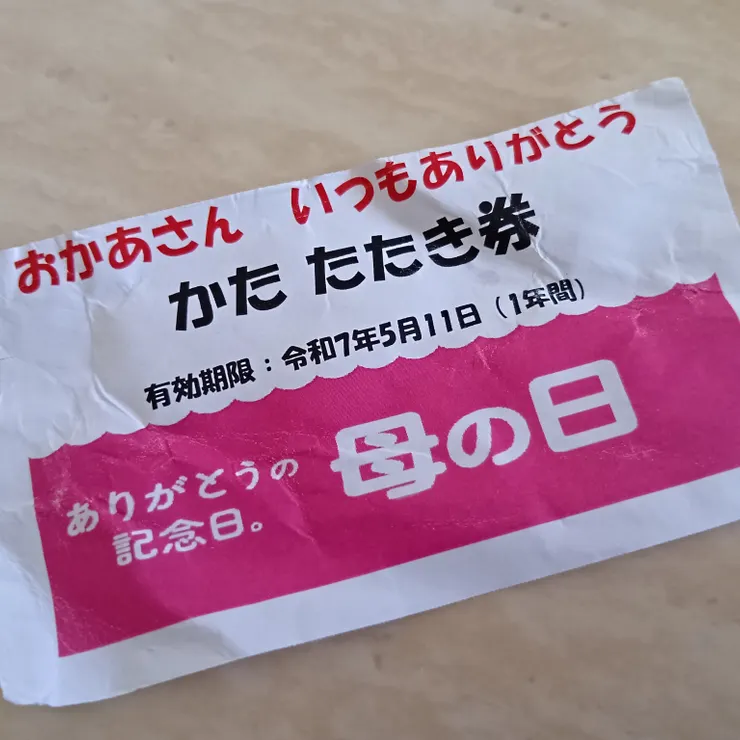 おかあさん いつもありがとう
かた たたき券
有効期限：令和7年5月11日（1年間）
ありがとうの
記念日。
母の日